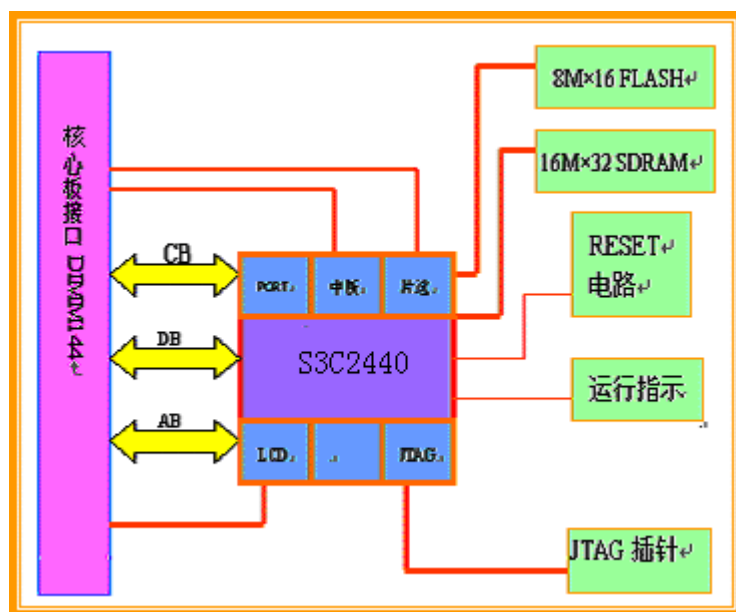 核心板接口 DIMM144
8M×16 FLASH
16M×32 SDRAM
RESET
电路
运行指示
JTAG 插针
CB
DB
AB
PORT
中断
片选
S3C2440
LCD
JTAG